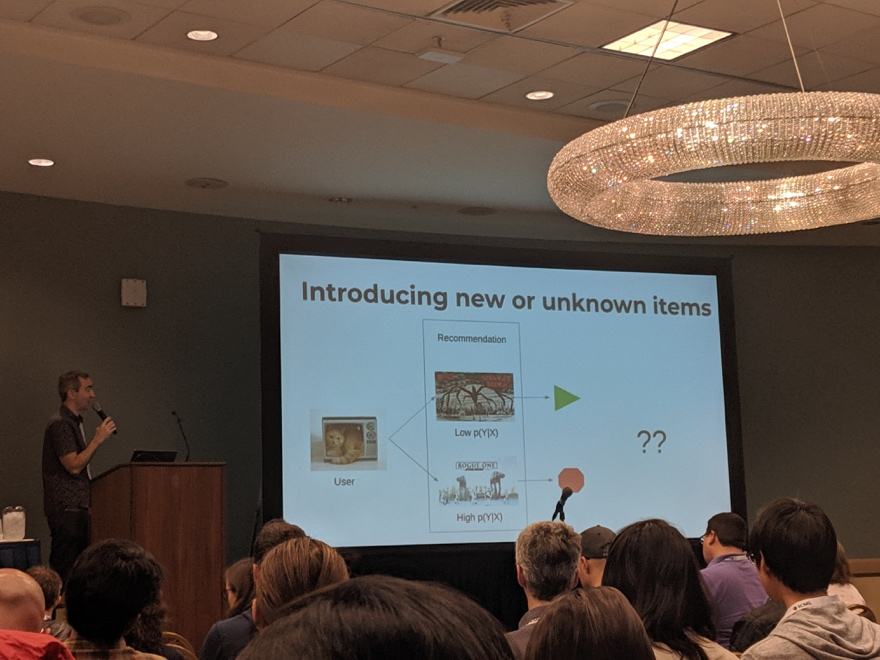 Introducing new or unknown items
Recommendation
Low p(Y|X)
??
User
ROGUE ONE
High p(Y|X)